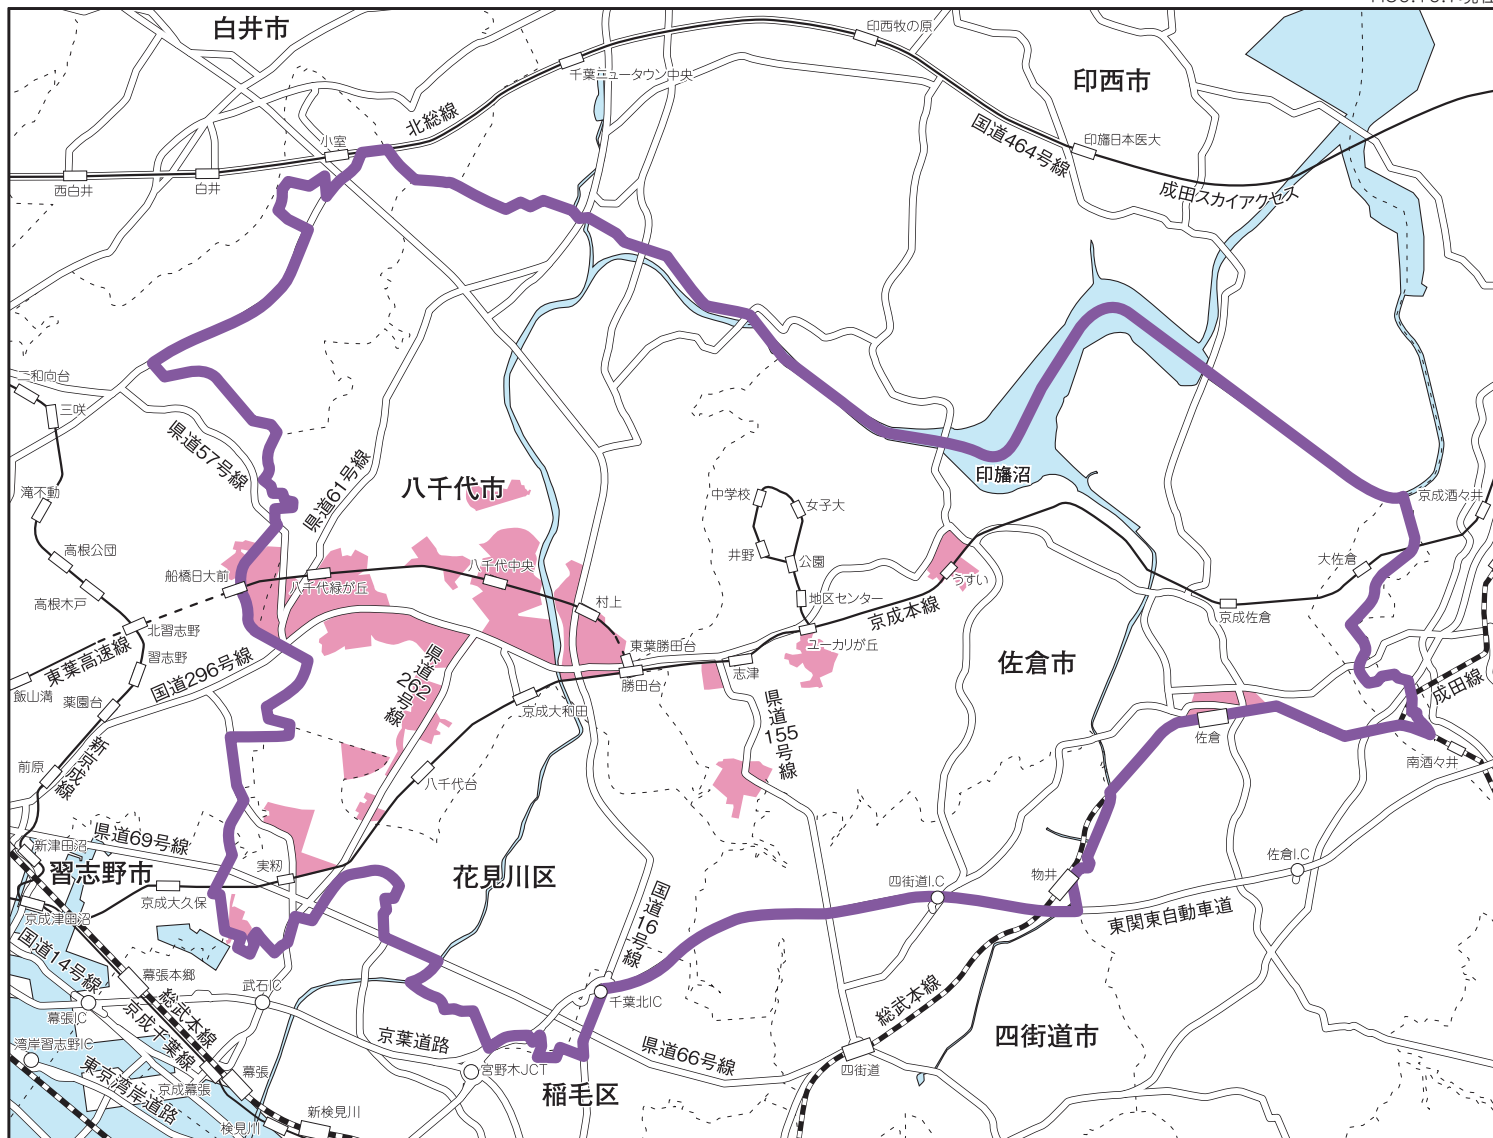 白井市
印西牧の原
千葉ニュータウン中央
印西市
北総線
小室
国道464号線
印旛日本医大
西白井
白井
成田スカイアクセス
二和向台
三咲
県道57号線
県道61号線
八千代市
印旛沼
滝不動
中学校
女子大
京成酒々井
高根公団
井野
公園
大佐倉
船橋日大前
八千代緑が丘
八千代中央
うすい
高根木戸
村上
地区センター
京成本線
京成佐倉
北習志野
東葉高速線
習志野
国道296号線
県道262号線
東葉勝田台
ユーカリが丘
佐倉市
飯山満
薬園台
勝田台
志津
成田線
京成大和田
県道155号線
佐倉
前原
新京成線
八千代台
南酒々井
県道69号線
新津田沼
習志野市
実籾
花見川区
佐倉I.C
京成大久保
四街道I.C
物井
京成津田沼
国道16号線
東関東自動車道
国道14号線
幕張本郷
武石IC
千葉北IC
総武本線
総武本線
幕張IC
京成千葉線
京葉道路
四街道市
湾岸習志野IC
県道66号線
東京湾岸道路
京成幕張
幕張
宮野木JCT
四街道
稲毛区
新検見川
検見川